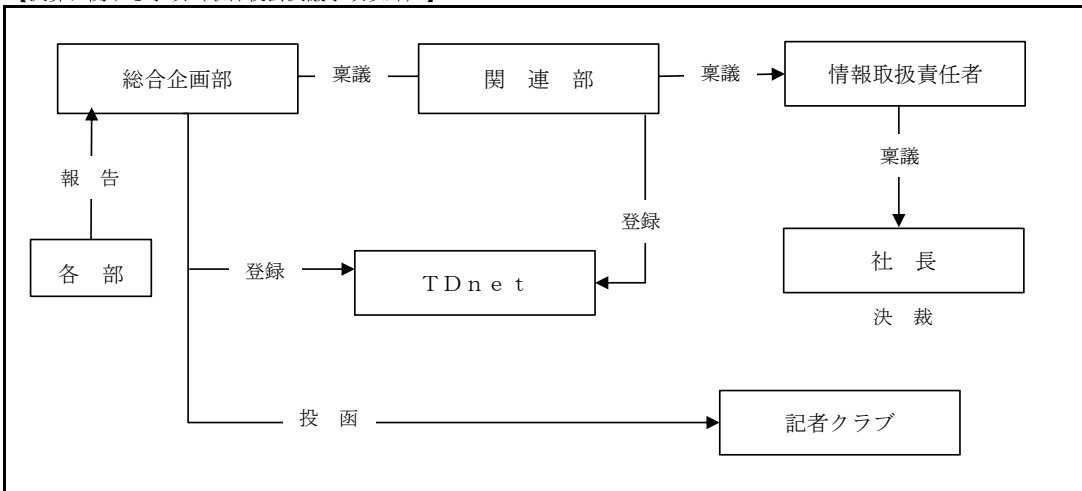 総合企画部
稟議
関 連 部
稟議
情報取扱責任者
報 告
稟議
登録
各 部
登録
ＴＤｎｅｔ
社 長
決 裁
投 函
記者クラブ